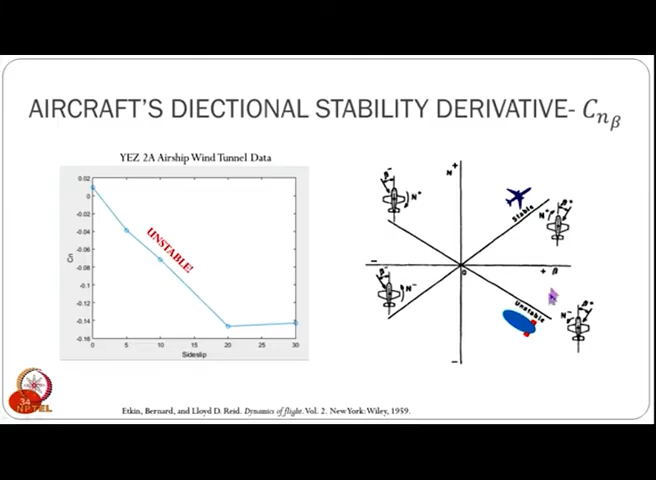 AIRCRAFT'S DIECTIONAL STABILITY DERIVATIVE- Cnβ
YEZ 2A Airship Wind Tunnel Data
0.02
0
-0.02
-0.04
-0.06
-0.08
-0.1
-0.12
-0.14
-0.16
Cn
UNSTABLE!
0
5
10
15
20
25
30
Sideslip
N +
β-
N+
Stable
N+
β+
-
0
+ β
β-
N-
Unstable
N-
β+
-
34
NPTEL
Etkin, Bernard, and Lloyd D. Reid. Dynamics of flight. Vol. 2. New York: Wiley, 1959.